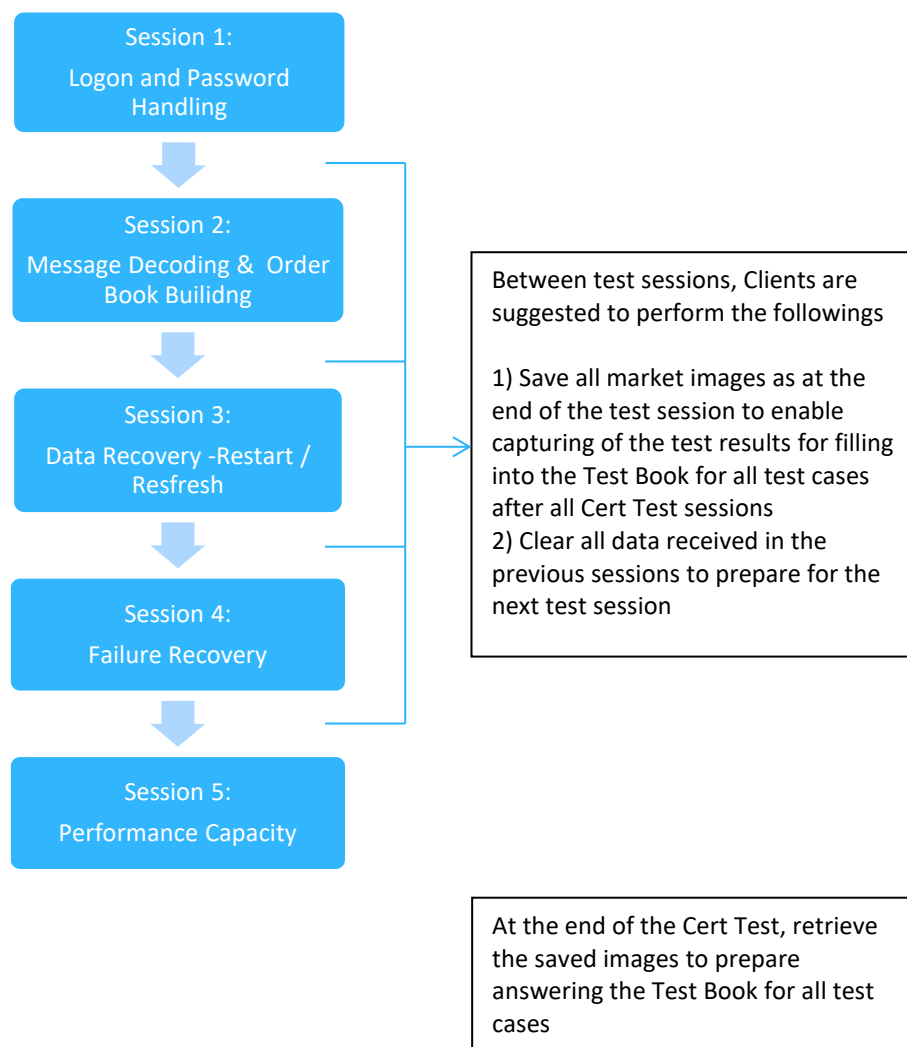 Session 1:
Logon and Password
Handling
Session 2:
Message Decoding & Order
Book Builidng
Session 3:
Data Recovery -Restart /
Resfresh
Session 4:
Failure Recovery
Session 5:
Performance Capacity
Between test sessions, Clients are
suggested to perform the followings
1) Save all market images as at the
end of the test session to enable
capturing of the test results for filling
into the Test Book for all test cases
after all Cert Test sessions
2) Clear all data received in the
previous sessions to prepare for the
next test session
At the end of the Cert Test, retrieve
the saved images to prepare
answering the Test Book for all test
cases